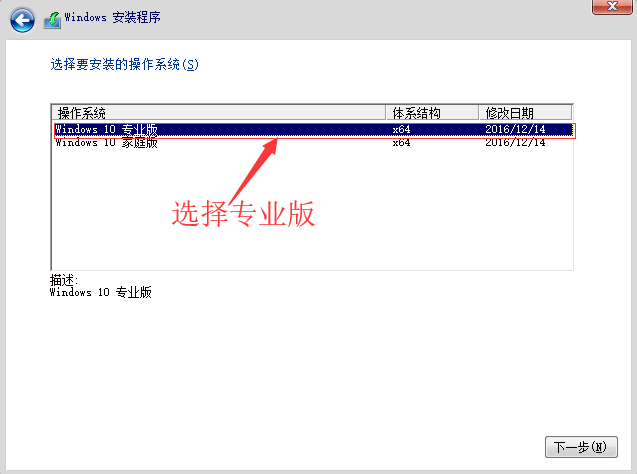 Windows 安装程序
选择要安装的操作系统(S)
操作系统 体系结构 修改日期
Windows 10 专业版 x64 2016/12/14
Windows 10 家庭版 x64 2016/12/14
选择专业版
描述:
Windows 10 专业版
下一步(N)